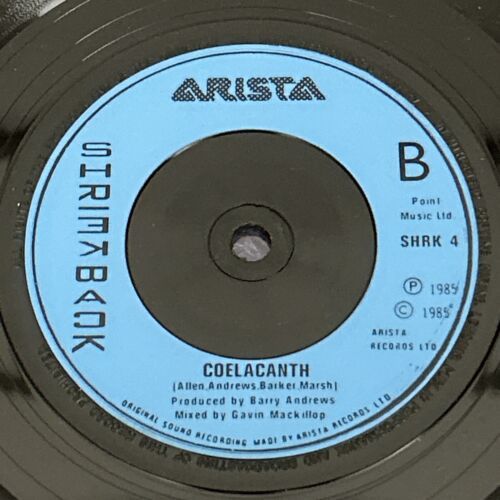 ARISTA
SHRIEKBACK
B
Point
Music Ltd.
SHRK 4
Ⓟ 1985
© 1985
ARISTA
RECORDS LTD
COELACANTH
(Allen,Andrews,Barker,Marsh)
Produced by Barry Andrews
Mixed by Gavin Mackillop
ORIGINAL SOUND RECORDING MADE BY ARISTA RECORDS LTD